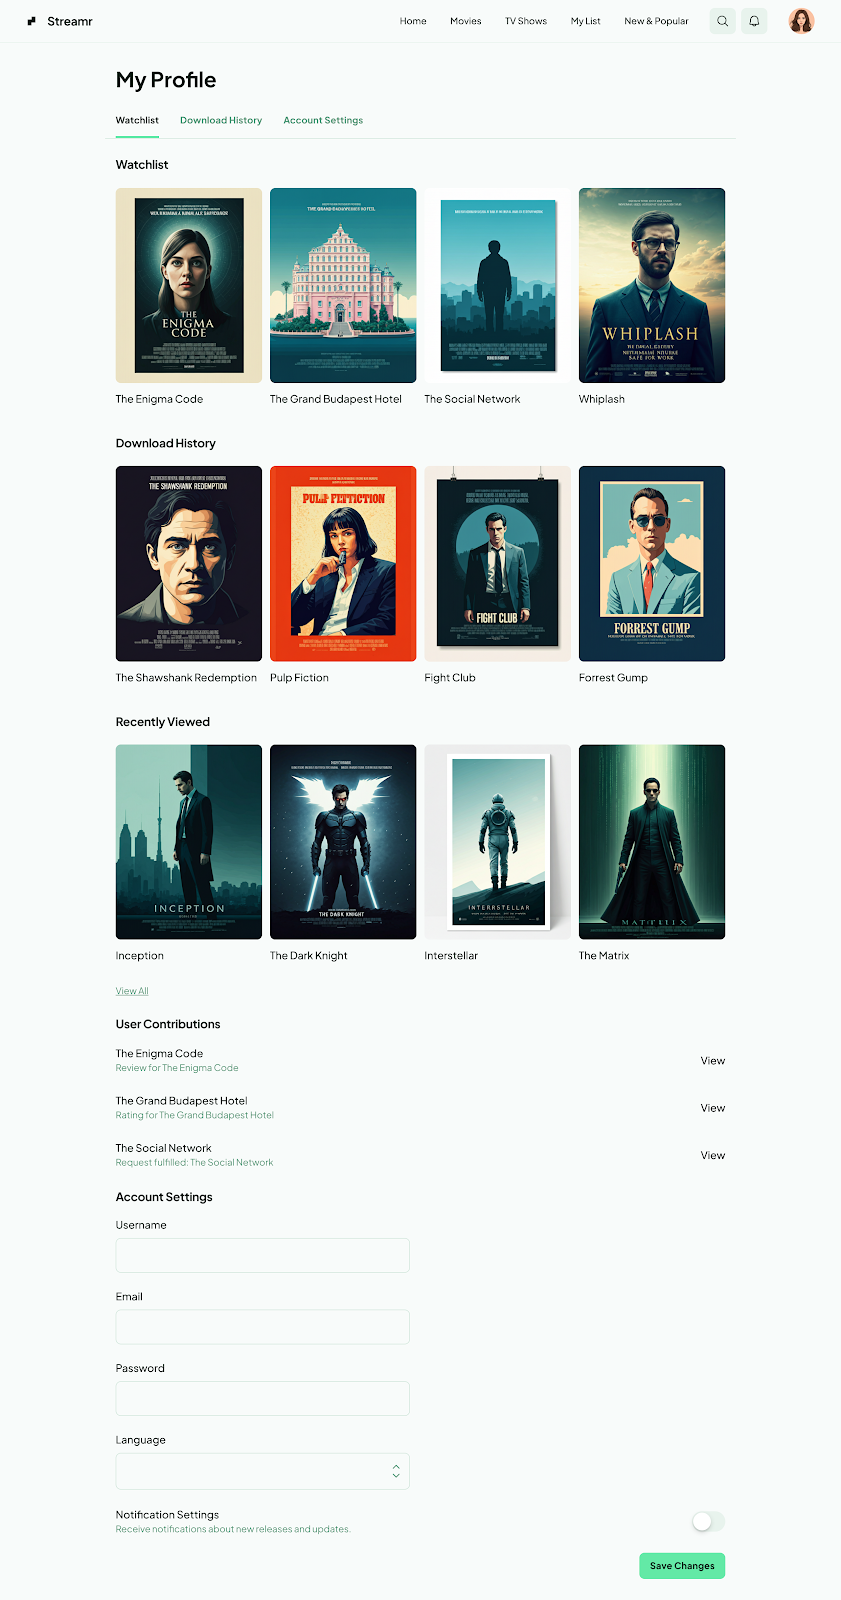 Streamr
Home
Movies
TV Shows
My List
New & Popular
My Profile
Watchlist
Download History
Account Settings
Watchlist
THE GRAND BADAWEHR HOTEL
THE
ENIGMA
CODE
WHIPLASH
The Enigma Code
The Grand Budapest Hotel
The Social Network
Whiplash
Download History
THE SHAWSHANK REDEMPTION
FIGHT CLUB
FORREST GUMP
The Shawshank Redemption
Pulp Fiction
Fight Club
Forrest Gump
Recently Viewed
INCEPTION
THE DARK KNIGHT
INTERRSTELLAR
Inception
The Dark Knight
Interstellar
The Matrix
View All
User Contributions
The Enigma Code
Review for The Enigma Code
View
The Grand Budapest Hotel
Rating for The Grand Budapest Hotel
View
The Social Network
Request fulfilled: The Social Network
View
Account Settings
Username
Email
Password
Language
Notification Settings
Receive notifications about new releases and updates.
Save Changes